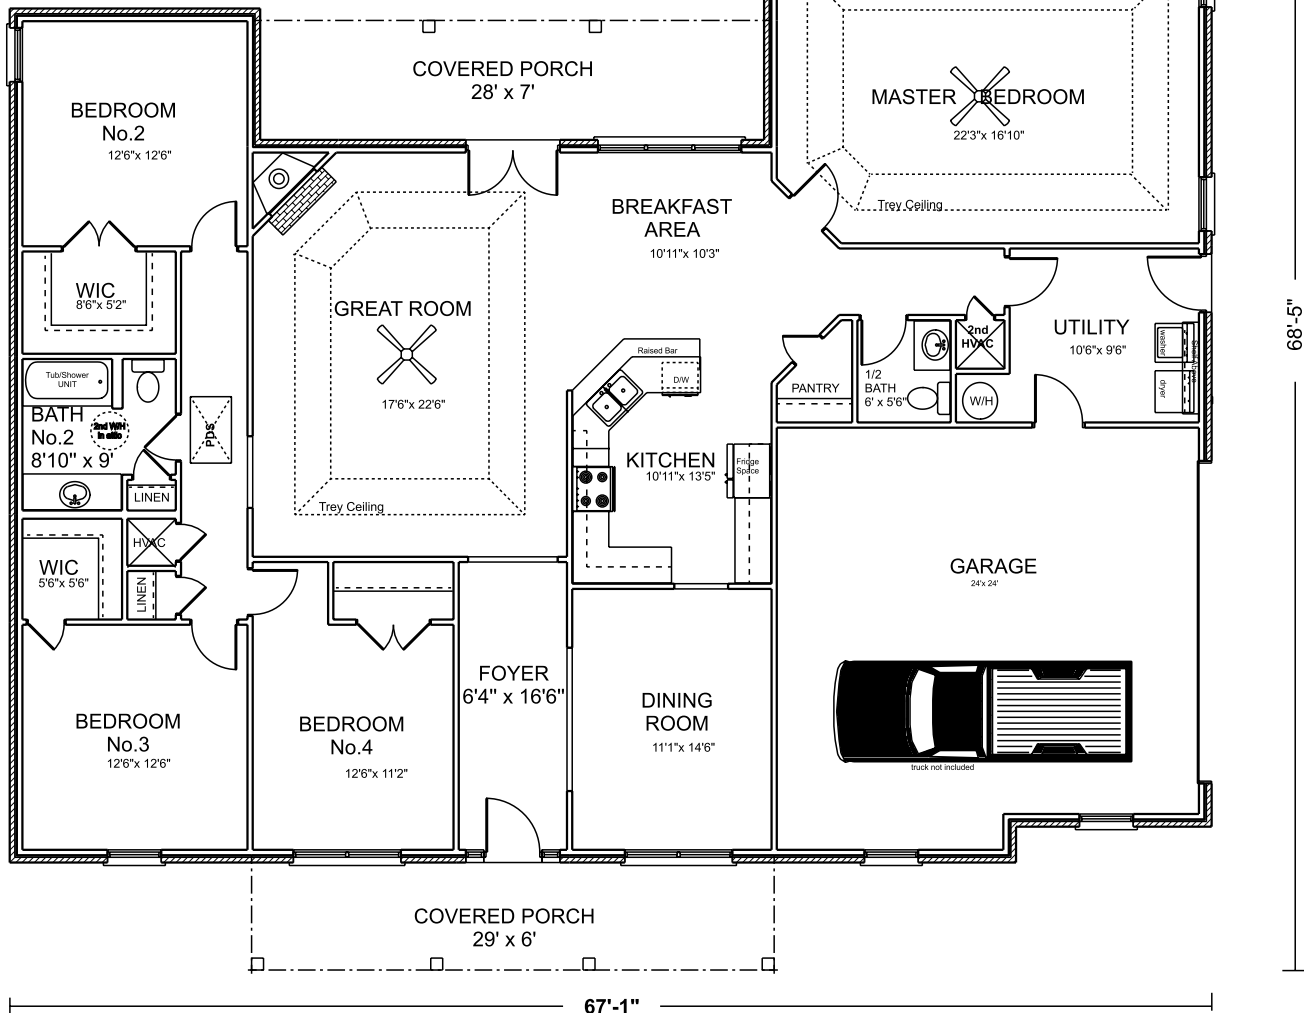 COVERED PORCH
28' x 7'
MASTER BEDROOM
22'3"x 16'10"
Trey Ceiling
BEDROOM
No.2
12'6"x 12'6"
BREAKFAST
AREA
10'11"x 10'3"
WIC
8'6"x 5'2"
GREAT ROOM
17'6"x 22'6"
Trey Ceiling
68'-5"
UTILITY
10'6"x 9'6"
washer
dryer
2nd
HVAC
W/H
Raised Bar
D/W
PANTRY
1/2
BATH
6' x 5'6"
Tub/Shower
UNIT
BATH
No.2
8'10" x 9'
2nd W/H
in attic
PDS
LINEN
KITCHEN
10'11"x 13'5"
Fridge
Space
HVAC
WIC
5'6"x 5'6"
LINEN
GARAGE
24'x 24'
truck not included
FOYER
6'4" x 16'6"
DINING
ROOM
11'1"x 14'6"
BEDROOM
No.3
12'6"x 12'6"
BEDROOM
No.4
12'6"x 11'2"
COVERED PORCH
29' x 6'
67'-1"